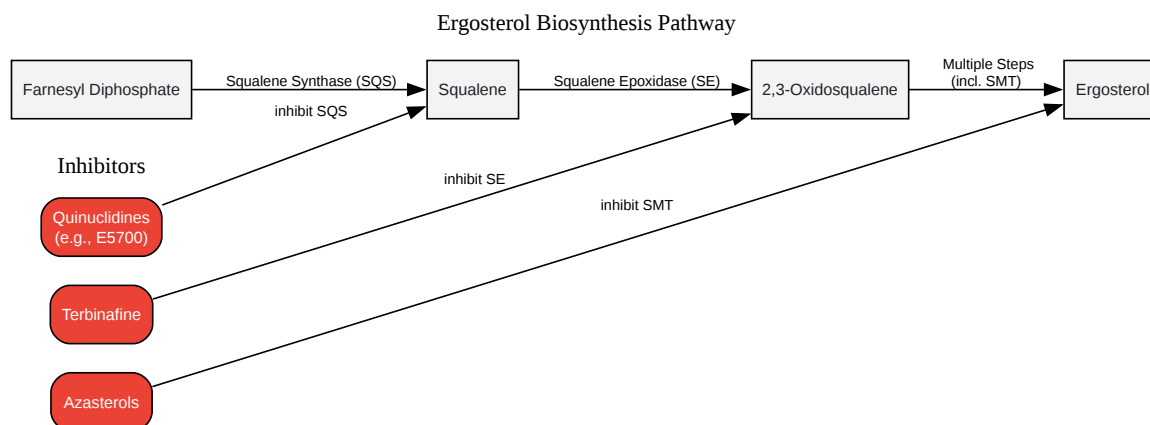 Ergosterol Biosynthesis Pathway
Farnesyl Diphosphate
Squalene Synthase (SQS)
Squalene
Squalene Epoxidase (SE)
2,3-Oxidosqualene
Multiple Steps
(incl. SMT)
Ergosterol
inhibit SQS
Inhibitors
Quinuclidines
(e.g., E5700)
inhibit SE
inhibit SMT
Terbinafine
Azasterols